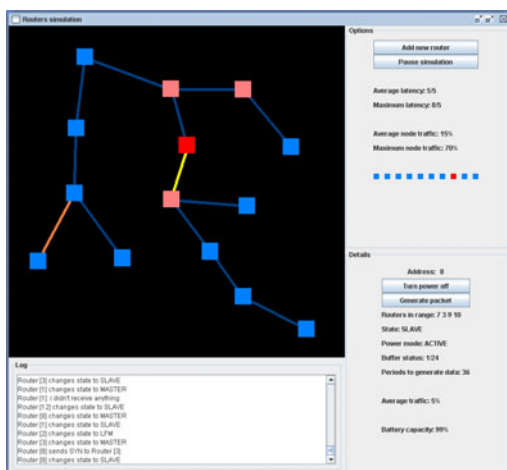 Routers simulation
Options
Add new router
Pause simulation
Average latency: 5/5
Maximum latency: 8/5
Average node traffic: 15%
Maximum node traffic: 70%
Details
Address: 8
Turn power off
Generate packet
Routers in range: 7 3 9 10
State: SLAVE
Power mode: ACTIVE
Buffer status: 1/24
Periods to generate data: 36
Average traffic: 5%
Battery capacity: 99%
Log
Router [3] changes state to SLAVE
Router [1] changes state to MASTER
Router [1] i didn't receive anything
Router [12] changes state to SLAVE
Router [8] changes state to MASTER
Router [1] changes state to SLAVE
Router [2] changes state to LFM
Router [3] changes state to MASTER
Router [8] sends SYN to Router [3]
Router [8] changes state to SLAVE